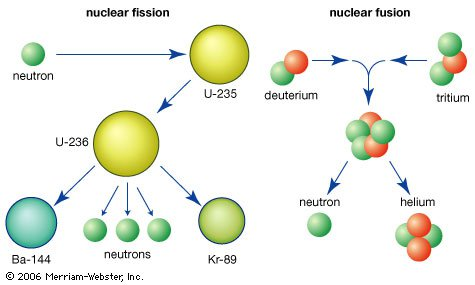 nuclear fission
neutron
U-235
U-236
Ba-144
neutrons
Kr-89
nuclear fusion
deuterium
tritium
neutron
helium
© 2006 Merriam-Webster, Inc.